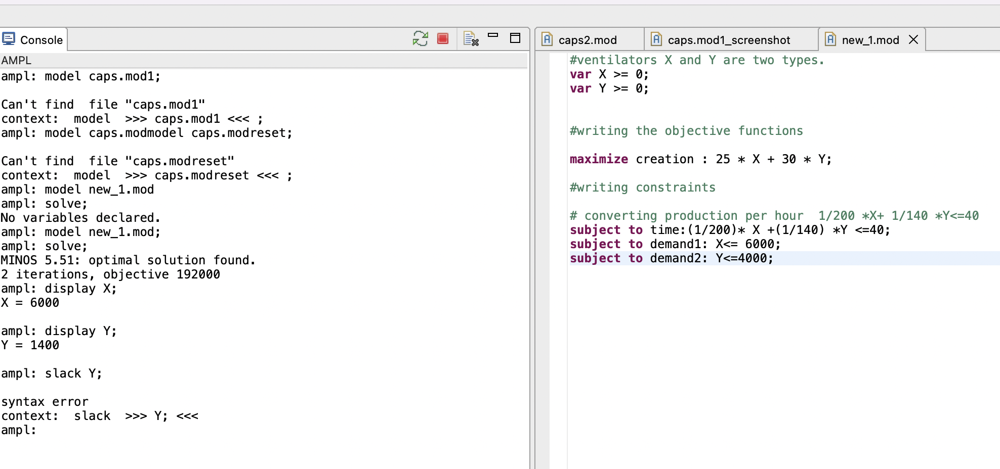 Console
AMPL
ampl: model caps.mod1;
Can't find  file "caps.mod1"
context:  model  >>> caps.mod1 <<< ;
ampl: model caps.modmodel caps.modreset;
Can't find  file "caps.modreset"
context:  model  >>> caps.modreset <<< ;
ampl: model new_1.mod
ampl: solve;
No variables declared.
ampl: model new_1.mod;
ampl: solve;
MINOS 5.51: optimal solution found.
2 iterations, objective 192000
ampl: display X;
X = 6000
ampl: display Y;
Y = 1400
ampl: slack Y;
syntax error
context:  slack  >>> Y; <<<
ampl:
caps2.mod
caps.mod1_screenshot
new_1.mod
#ventilators X and Y are two types.
var X >= 0;
var Y >= 0;
#writing the objective functions
maximize creation : 25 * X + 30 * Y;
#writing constraints
# converting production per hour  1/200 *X+ 1/140 *Y<=40
subject to time:(1/200)* X +(1/140) *Y <=40;
subject to demand1: X<= 6000;
subject to demand2: Y<=4000;